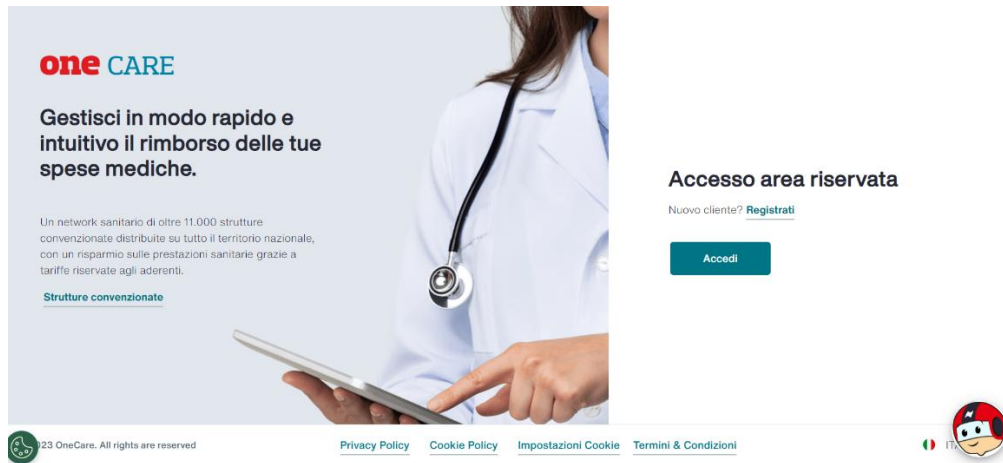 one CARE
Gestisci in modo rapido e
intuitivo il rimborso delle tue
spese mediche.
Un network sanitario di oltre 11.000 strutture
convenzionate distribuite su tutto il territorio nazionale,
con un risparmio sulle prestazioni sanitarie grazie a
tariffe riservate agli aderenti.
Strutture convenzionate
Accesso area riservata
Nuovo cliente? Registrati
Accedi
23 OneCare. All rights are reserved
Privacy Policy Cookie Policy Impostazioni Cookie Termini & Condizioni